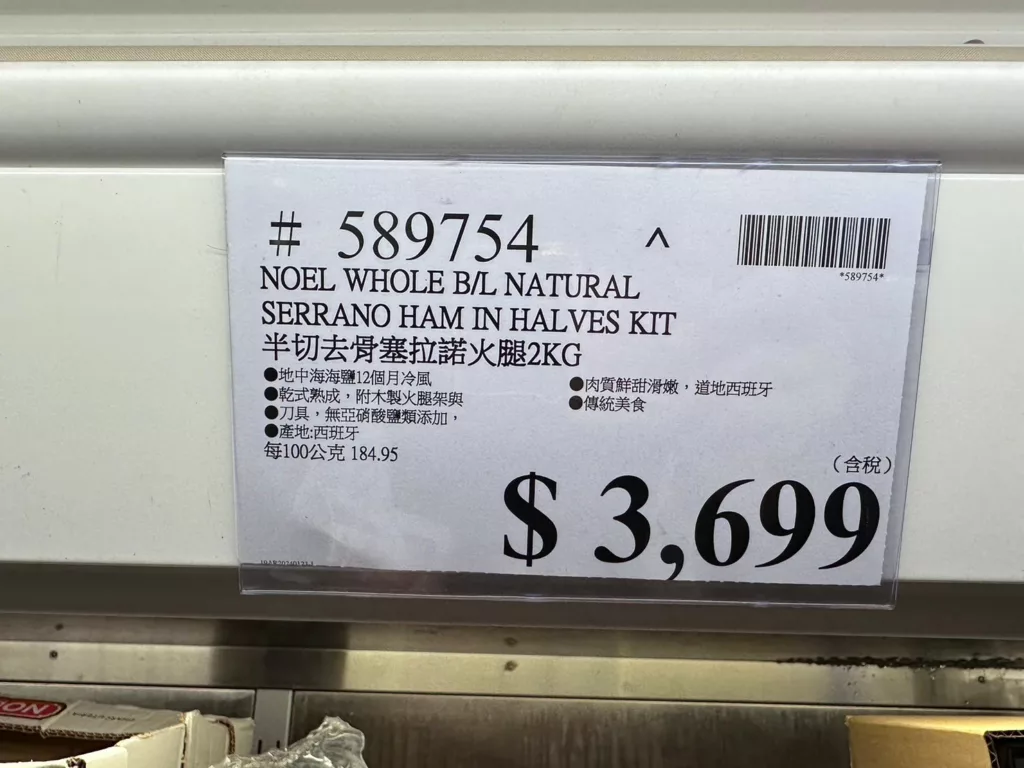 # 589754 ^
*589754*
NOEL WHOLE B/L NATURAL
SERRANO HAM IN HALVES KIT
半切去骨塞拉諾火腿2KG
●地中海海鹽12個月冷風
●乾式熟成，附木製火腿架與
●刀具，無亞硝酸鹽類添加，
●產地:西班牙
●肉質鮮甜滑嫩，道地西班牙
●傳統美食
每100公克 184.95
（含稅）
$ 3,699